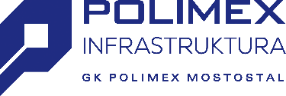 POLIMEX
INFRASTRUKTURA
GK POLIMEX MOSTOSTAL